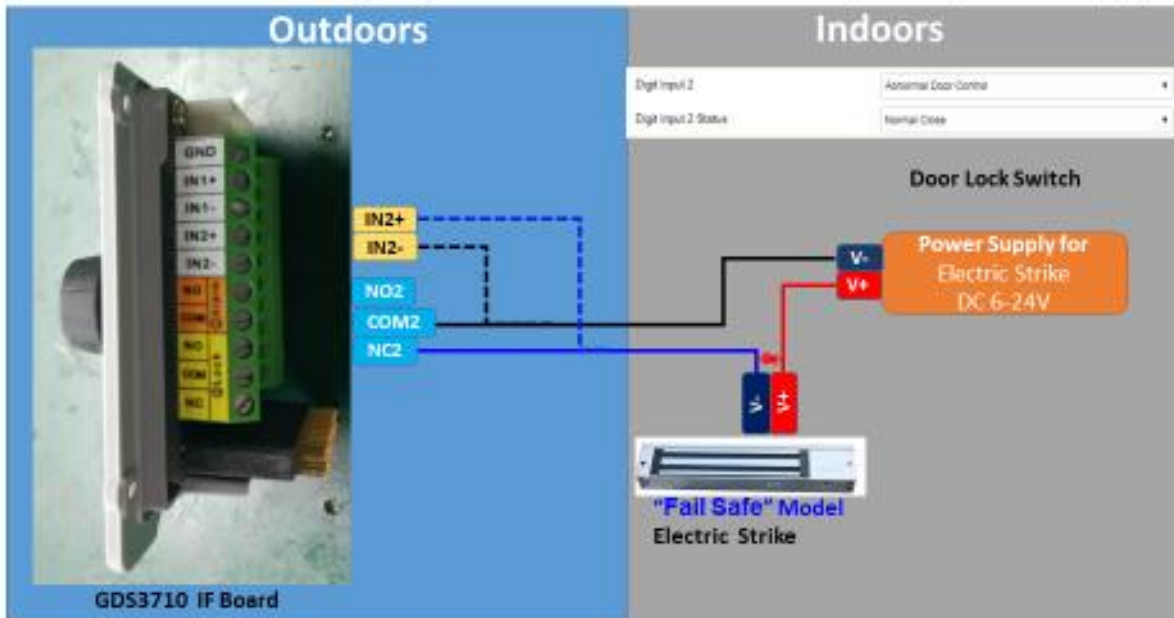 Outdoors
Indoors
Digit Input 2
Abnormal Door Control
Digit Input 2 Status
Normal Close
GND
IN1+
IN1-
IN2+
IN2-
NO
COM
NO
COM
NC
IN2+
IN2-
NO2
COM2
NC2
Door Lock Switch
V-
V+
Power Supply for
Electric Strike
DC 6-24V
V-
V+
"Fail Safe" Model
Electric Strike
GDS3710 IF Board